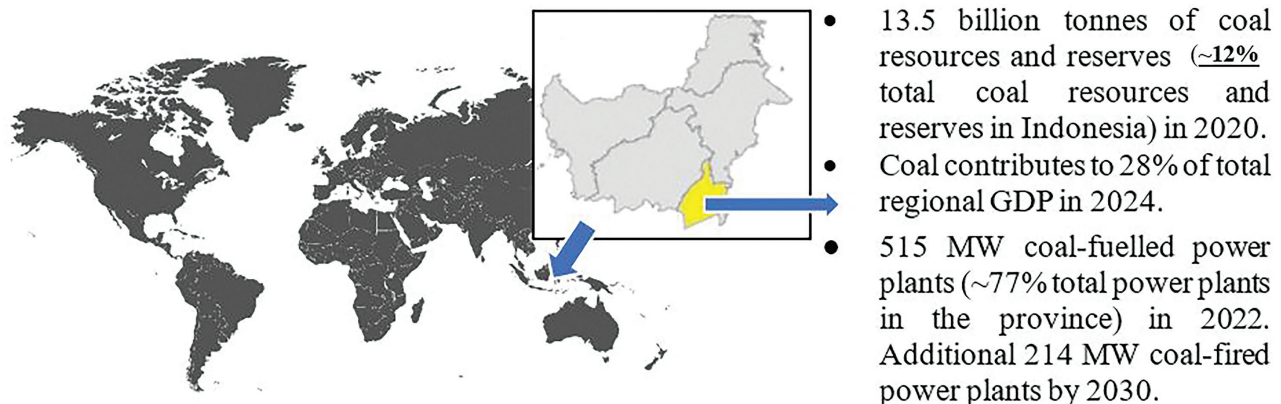 • 13.5 billion tonnes of coal
resources and reserves (~12%
total coal resources and
reserves in Indonesia) in 2020.
• Coal contributes to 28% of total
regional GDP in 2024.
• 515 MW coal-fuelled power
plants (~77% total power plants
in the province) in 2022.
Additional 214 MW coal-fired
power plants by 2030.